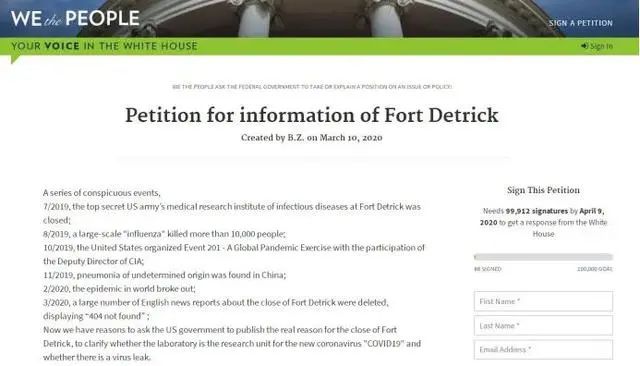 WE the PEOPLE
SIGN A PETITION
YOUR VOICE IN THE WHITE HOUSE
Sign In
WE THE PEOPLE ASK THE FEDERAL GOVERNMENT TO TAKE OR EXPLAIN A POSITION ON AN ISSUE OR POLICY:
Petition for information of Fort Detrick
Created by B.Z. on March 10, 2020
A series of conspicuous events,
7/2019, the top secret US army's medical research institute of infectious diseases at Fort Detrick was
closed;
8/2019, a large-scale "influenza" killed more than 10,000 people;
10/2019, the United States organized Event 201 - A Global Pandemic Exercise with the participation of
the Deputy Director of CIA;
11/2019, pneumonia of undetermined origin was found in China;
2/2020, the epidemic in world broke out;
3/2020, a large number of English news reports about the close of Fort Detrick were deleted,
displaying "404 not found" ;
Now we have reasons to ask the US government to publish the real reason for the close of Fort
Detrick, to clarify whether the laboratory is the research unit for the new coronavirus "COVID19" and
whether there is a virus leak.
Sign This Petition
Needs 99,912 signatures by April 9,
2020 to get a response from the White
House
88 SIGNED
100,000 GOAL
First Name *
Last Name *
Email Address *